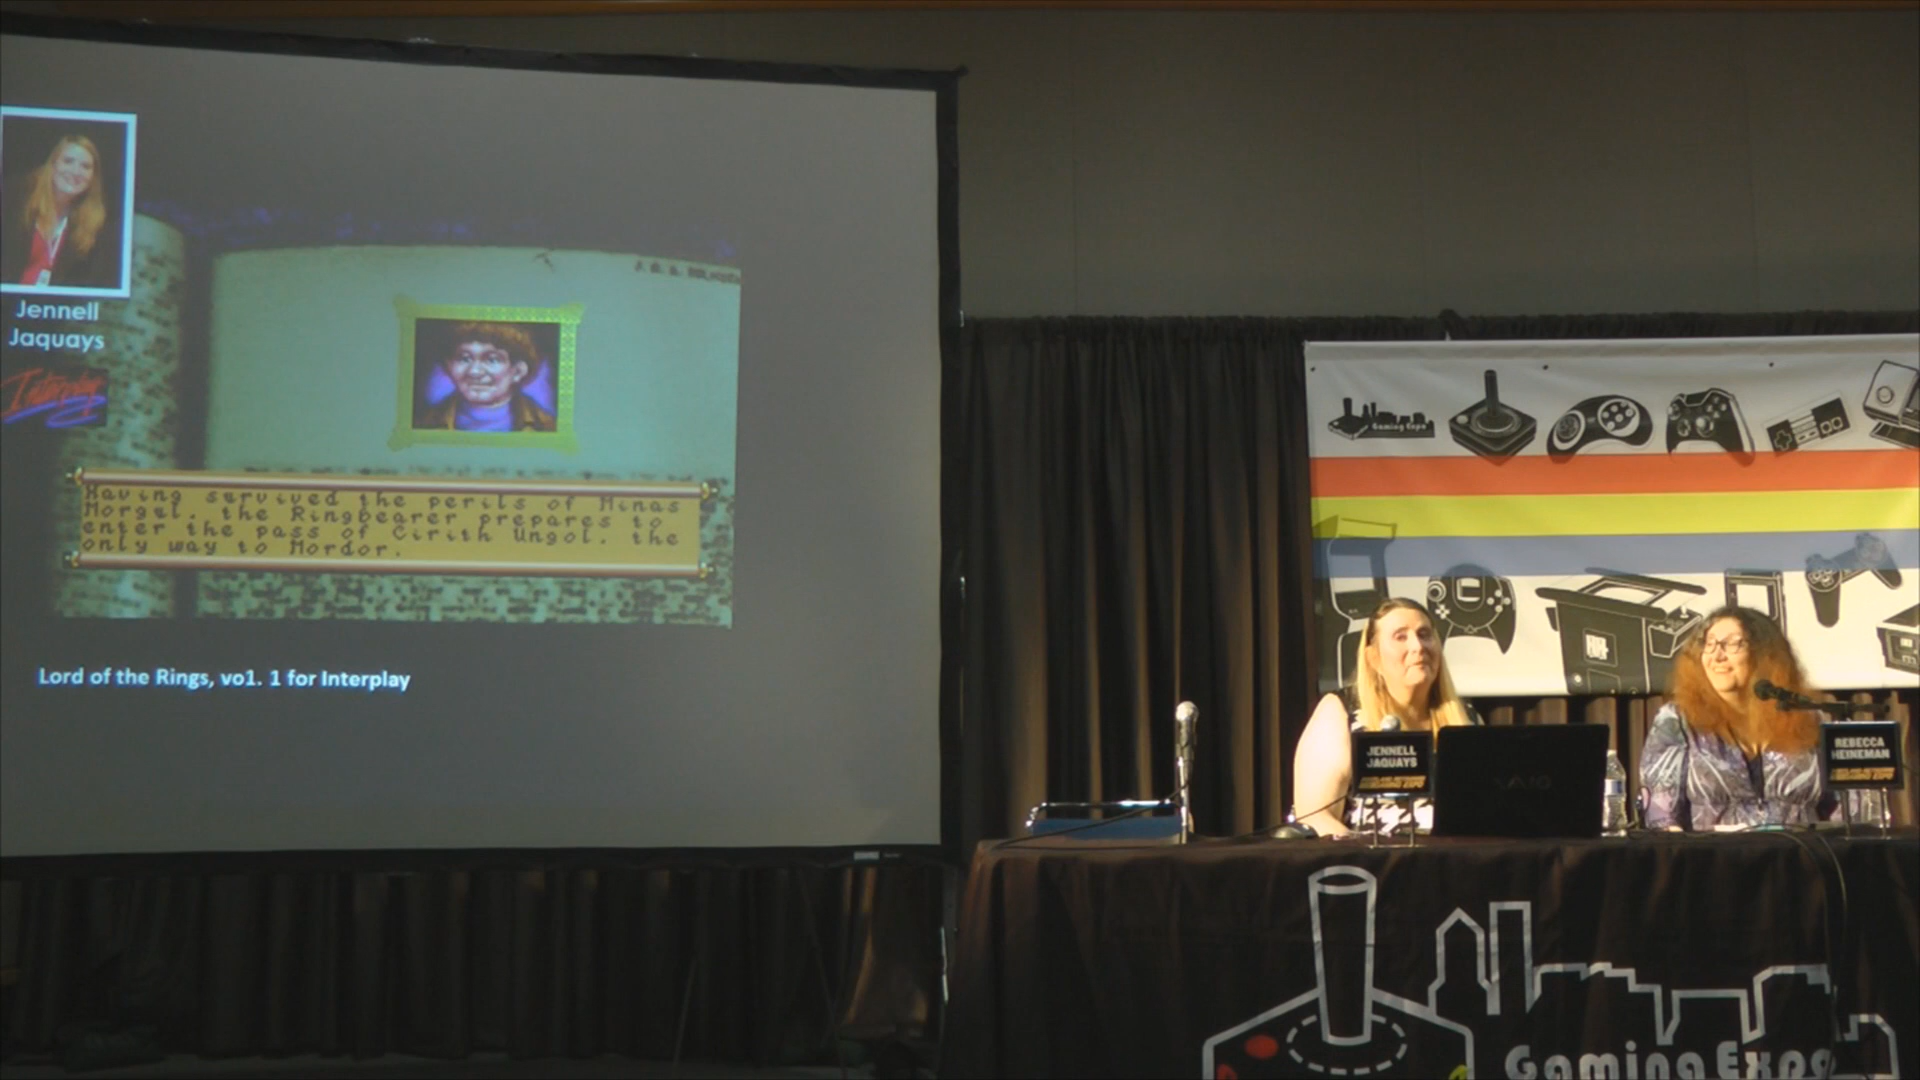 Jennell
Jaquays
Interplay
Having survived the perils of Minas
Morgul, the Ringbearer prepares to
enter the pass of Cirith Ungol, the
only way to Mordor.
Lord of the Rings, vo1. 1 for Interplay
Gaming Expo
JENNELL
JAQUAYS
VAIO
REBECCA
HEINEMAN
Gaming Expo